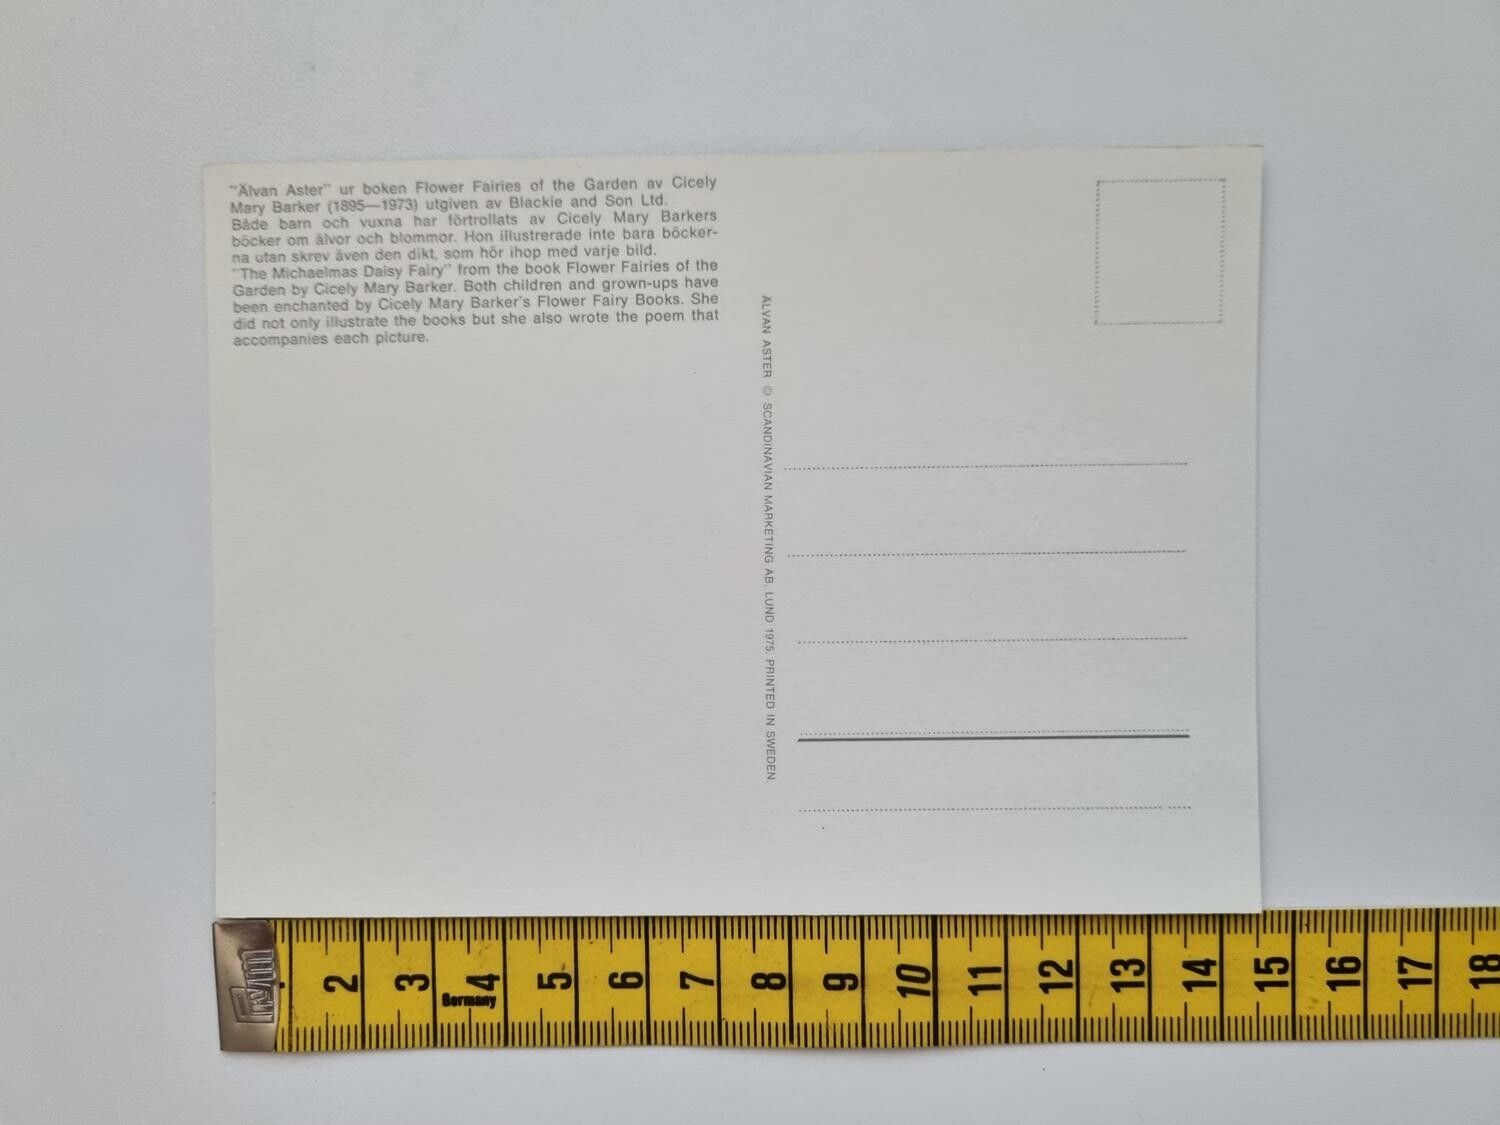 "Älvan Aster" ur boken Flower Fairies of the Garden av Cicely
Mary Barker (1895—1973) utgiven av Blackie and Son Ltd.
Både barn och vuxna har förtrollats av Cicely Mary Barkers
böcker om älvor och blommor. Hon illustrerade inte bara böcker-
na utan skrev även den dikt, som hör ihop med varje bild.
"The Michaelmas Daisy Fairy" from the book Flower Fairies of the
Garden by Cicely Mary Barker. Both children and grown-ups have
been enchanted by Cicely Mary Barker's Flower Fairy Books. She
did not only illustrate the books but she also wrote the poem that
accompanies each picture.
ÄLVAN ASTER © SCANDINAVIAN MARKETING AB, LUND 1975. PRINTED IN SWEDEN.
Prym
2 3 4 5 6 7 8 9 10 11 12 13 14 15 16 17 18
Germany